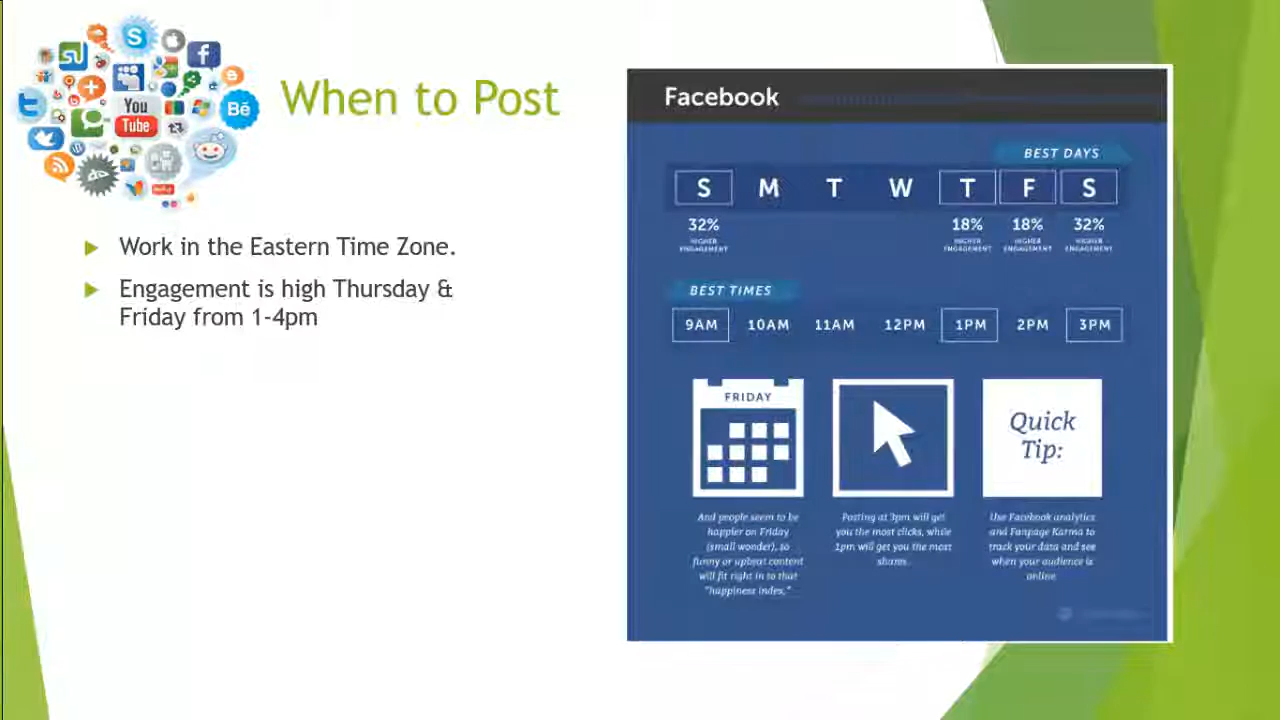 When to Post
You
Tube
Work in the Eastern Time Zone.
Engagement is high Thursday &
Friday from 1-4pm
Facebook
BEST DAYS
S M T W T F S
32% 18% 18% 32%
HIGHER ENGAGEMENT HIGHER ENGAGEMENT HIGHER ENGAGEMENT HIGHER ENGAGEMENT
BEST TIMES
9AM 10AM 11AM 12PM 1PM 2PM 3PM
FRIDAY
And people seem to be
happier on Friday
(small wonder), so
funny or upbeat content
will fit right in to that
"happiness index."
Posting at 3pm will get
you the most clicks, while
1pm will get you the most
shares.
Quick
Tip:
Use Facebook analytics
and Fanpage Karma to
track your data and see
when your audience is
online